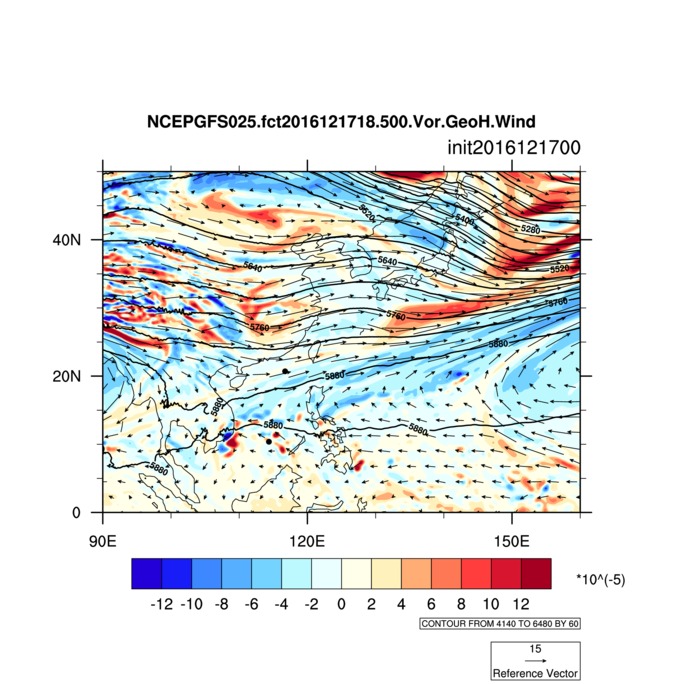 NCEPGFS025.fct2016121718.500.Vor.GeoH.Wind
init2016121700
5520
5400
5280
40N
5640
5640
5520
5760
5760
5760
5880
20N
5880
5880
5880
5880
5880
0
90E 120E 150E
-12 -10 -8 -6 -4 -2 0 2 4 6 8 10 12
*10^(-5)
CONTOUR FROM 4140 TO 6480 BY 60
15
Reference Vector